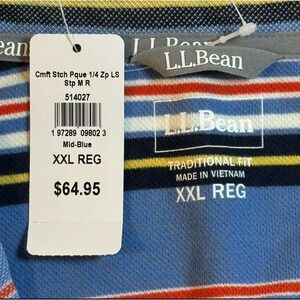 Bean
L.L.Bean
Cmft Stch Pque 1/4 Zp LS
Stp M R
514027
1 97289 09802 3
Mid-Blue
XXL REG
$64.95
L.L.Bean
TRADITIONAL FIT
MADE IN VIETNAM
XXL REG